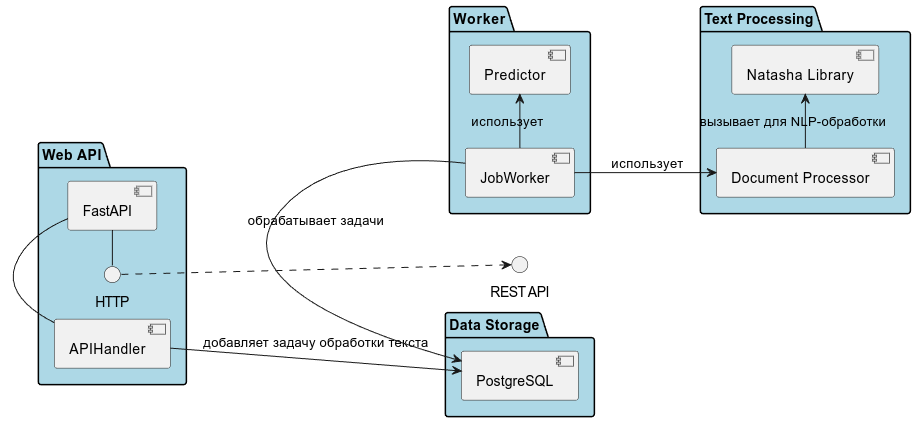 Worker
Text Processing
Predictor
Natasha Library
использует
вызывает для NLP-обработки
Web API
использует
JobWorker
Document Processor
FastAPI
обрабатывает задачи
HTTP
REST API
Data Storage
добавляет задачу обработки текста
APIHandler
PostgreSQL